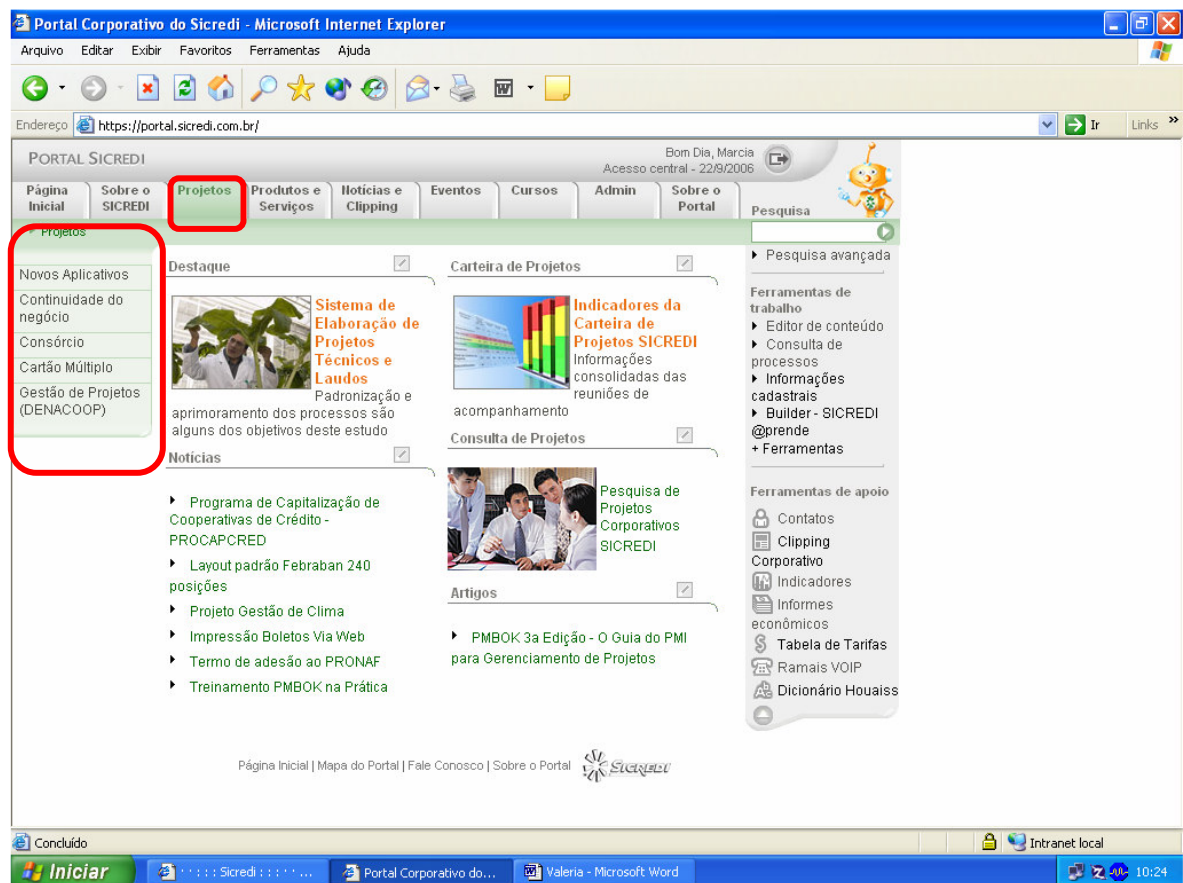 Portal Corporativo do Sicredi - Microsoft Internet Explorer
Arquivo Editar Exibir Favoritos Ferramentas Ajuda
Endereço https://portal.sicredi.com.br/ Ir Links »
PORTAL SICREDI
Bom Dia, Marcia
Acesso central - 22/9/2006
Página Inicial
Sobre o SICREDI
Projetos
Produtos e Serviços
Notícias e Clipping
Eventos
Cursos
Admin
Sobre o Portal
Projetos
Novos Aplicativos
Continuidade do
negócio
Consórcio
Cartão Múltiplo
Gestão de Projetos
(DENACOOP)
Destaque
Sistema de
Elaboração de
Projetos
Técnicos e
Laudos
Padronização e
aprimoramento dos processos são
alguns dos objetivos deste estudo
Notícias
Programa de Capitalização de
Cooperativas de Crédito -
PROCAPCRED
Layout padrão Febraban 240
posições
Projeto Gestão de Clima
Impressão Boletos Via Web
Termo de adesão ao PRONAF
Treinamento PMBOK na Prática
Carteira de Projetos
Indicadores da
Carteira de
Projetos SICREDI
Informações
consolidadas das
reuniões de
acompanhamento
Consulta de Projetos
Pesquisa de
Projetos
Corporativos
SICREDI
Artigos
PMBOK 3a Edição - O Guia do PMI
para Gerenciamento de Projetos
Pesquisa
Pesquisa avançada
Ferramentas de
trabalho
Editor de conteúdo
Consulta de
processos
Informações
cadastrais
Builder - SICREDI
@prende
+ Ferramentas
Ferramentas de apoio
Contatos
Clipping
Corporativo
Indicadores
Informes
econômicos
Tabela de Tarifas
Ramais VOIP
Dicionário Houaiss
Página Inicial | Mapa do Portal | Fale Conosco | Sobre o Portal SICREDI
Concluído
Intranet local
Iniciar
: : : : : Sicredi : : : : ...
Portal Corporativo do...
Valeria - Microsoft Word
10:24